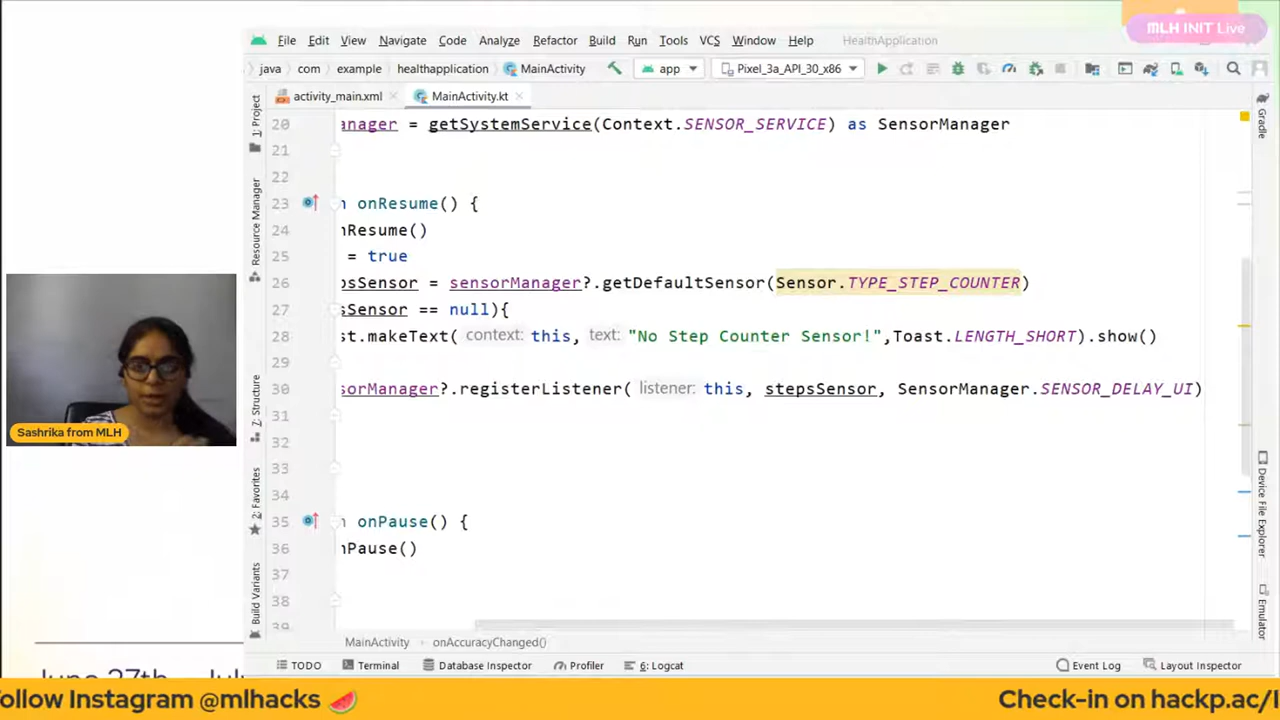 MLH INIT Live
File Edit View Navigate Code Analyze Refactor Build Run Tools VCS Window Help HealthApplication
java com example healthapplication MainActivity app Pixel_3a_API_30_x86
activity_main.xml MainActivity.kt
1: Project
Resource Manager
7: Structure
2: Favorites
Build Variants
20 anager = getSystemService(Context.SENSOR_SERVICE) as SensorManager
21
22
23 n onResume() {
24 nResume()
25 = true
26 psSensor = sensorManager?.getDefaultSensor(Sensor.TYPE_STEP_COUNTER)
27 sSensor == null){
28 st.makeText( context: this, text: "No Step Counter Sensor!",Toast.LENGTH_SHORT).show()
29
30 sorManager?.registerListener( listener: this, stepsSensor, SensorManager.SENSOR_DELAY_UI)
31
32
33
34
35 n onPause() {
36 nPause()
37
38
39
Gradle
Device File Explorer
Emulator
MainActivity onAccuracyChanged()
TODO Terminal Database Inspector Profiler 6: Logcat Event Log Layout Inspector
Sashrika from MLH
June 27th - Jul
ollow Instagram @mlhacks 🍉 Check-in on hackp.ac/